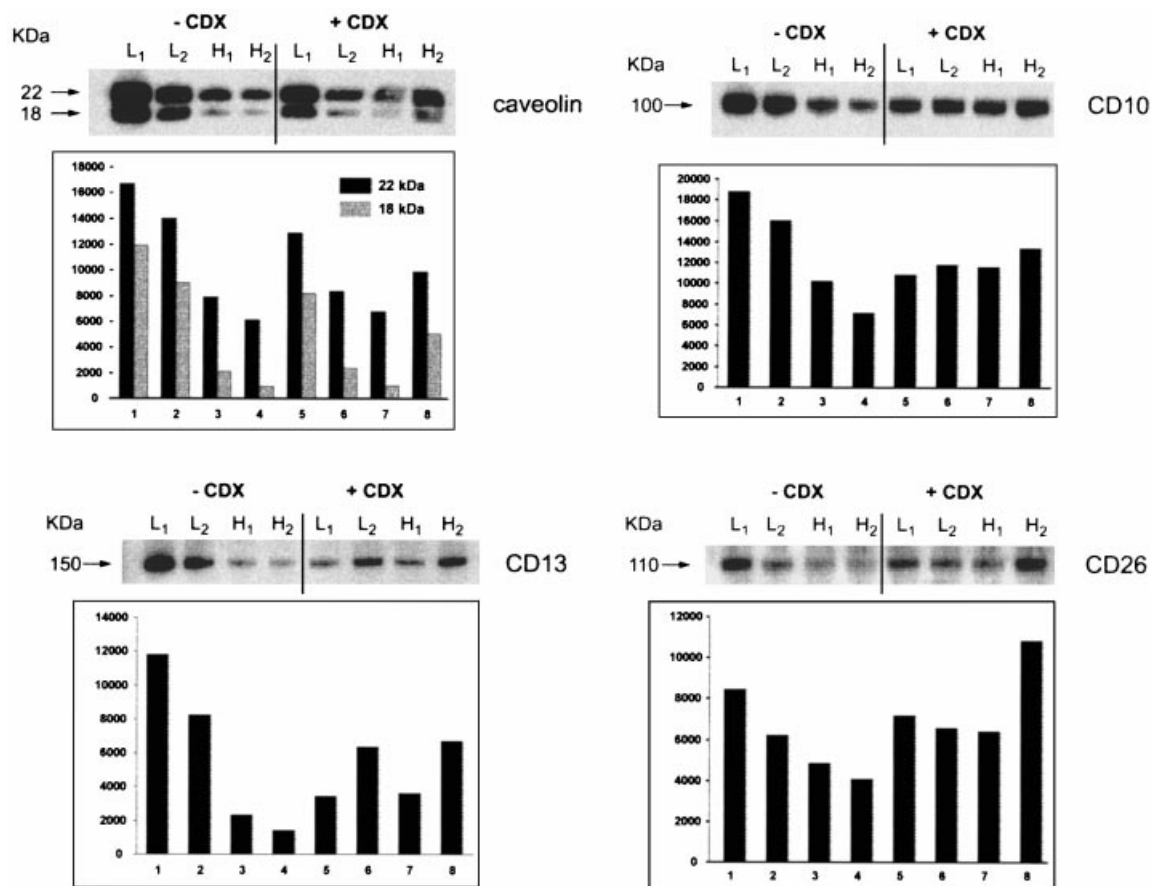 - CDX + CDX
KDa L₁ L₂ H₁ H₂ L₁ L₂ H₁ H₂
22
18
caveolin
18000
16000
14000
12000
10000
8000
6000
4000
2000
0
22 kDa
18 kDa
1 2 3 4 5 6 7 8
- CDX + CDX
KDa L₁ L₂ H₁ H₂ L₁ L₂ H₁ H₂
100 CD10
20000
18000
16000
14000
12000
10000
8000
6000
4000
2000
0
1 2 3 4 5 6 7 8
- CDX + CDX
KDa L₁ L₂ H₁ H₂ L₁ L₂ H₁ H₂
150 CD13
14000
12000
10000
8000
6000
4000
2000
0
1 2 3 4 5 6 7 8
- CDX + CDX
KDa L₁ L₂ H₁ H₂ L₁ L₂ H₁ H₂
110 CD26
12000
10000
8000
6000
4000
2000
0
1 2 3 4 5 6 7 8